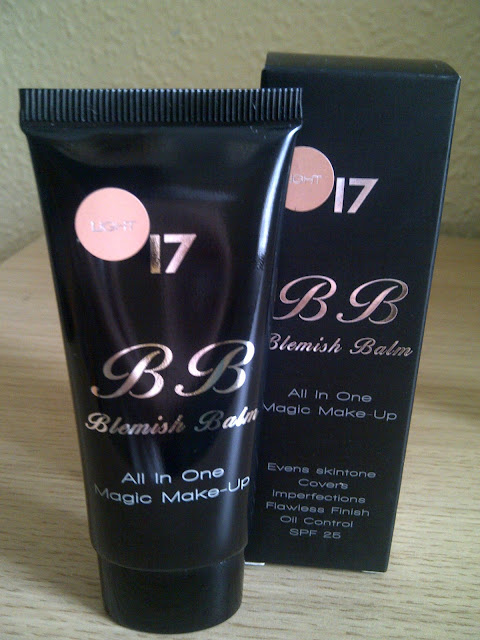 LIGHT
17
BB
Blemish Balm
All In One
Magic Make-Up
LIGHT
17
BB
Blemish Balm
All In One
Magic Make-Up
Evens skintone
Covers
Imperfections
Flawless Finish
Oil Control
SPF 25